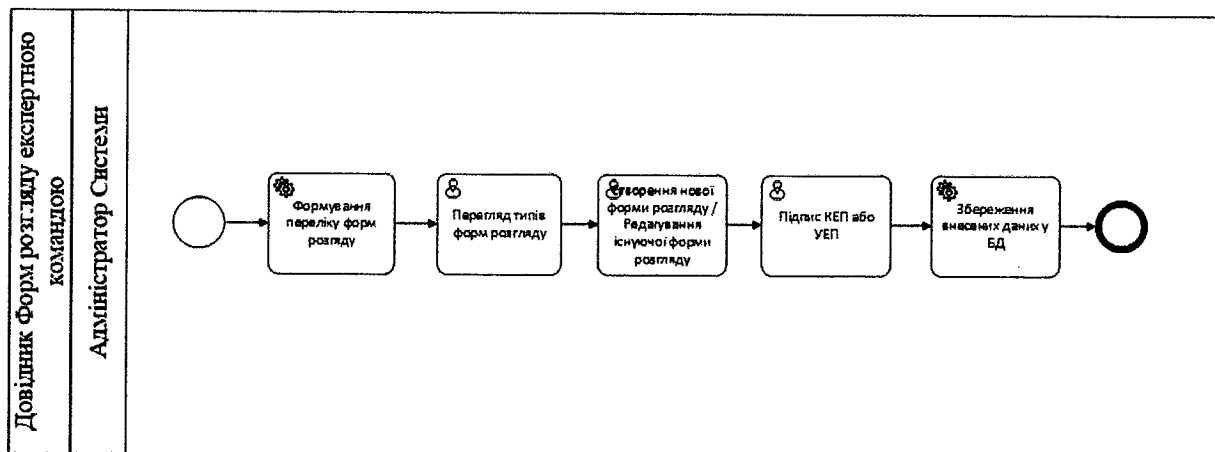 Довідник Форм розгляду експертною
командою
Адміністратор Системи
Формування
переліку форм
розгляду
Перегляд типів
форм розгляду
Створення нової
форми розгляду /
Редагування
існуючої форми
розгляду
Підпис КЕП або
УЕП
Збереження
внесених даних у
БД